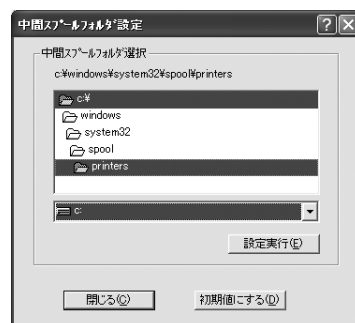 中間ｽﾌﾟｰﾙﾌｫﾙﾀﾞ設定
中間ｽﾌﾟｰﾙﾌｫﾙﾀﾞ選択
c:¥windows¥system32¥spool¥printers
c:¥
windows
system32
spool
printers
c:
設定実行(E)
閉じる(C)
初期値にする(D)